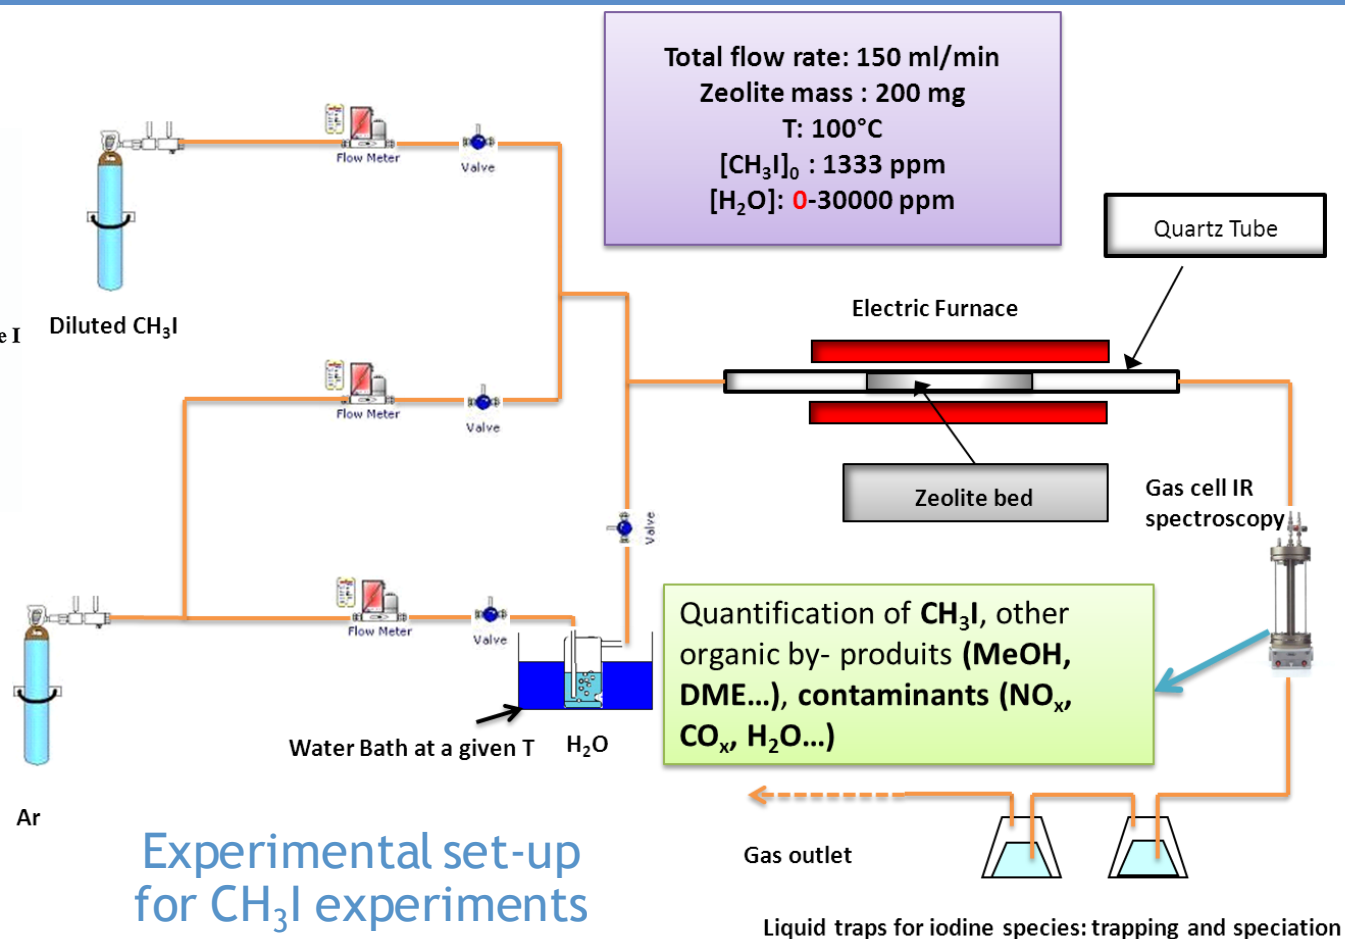 Total flow rate: 150 ml/min
Zeolite mass : 200 mg
T: 100°C
[CH₃I]₀ : 1333 ppm
[H₂O]: 0-30000 ppm
Flow Meter
Valve
Quartz Tube
e I
Diluted CH₃I
Electric Furnace
Flow Meter
Valve
Zeolite bed
Gas cell IR
spectroscopy
Valve
Flow Meter
Valve
Quantification of CH₃I, other
organic by- produits (MeOH,
DME...), contaminants (NOₓ,
COₓ, H₂O...)
Water Bath at a given T
H₂O
Ar
Experimental set-up
for CH₃I experiments
Gas outlet
Liquid traps for iodine species: trapping and speciation